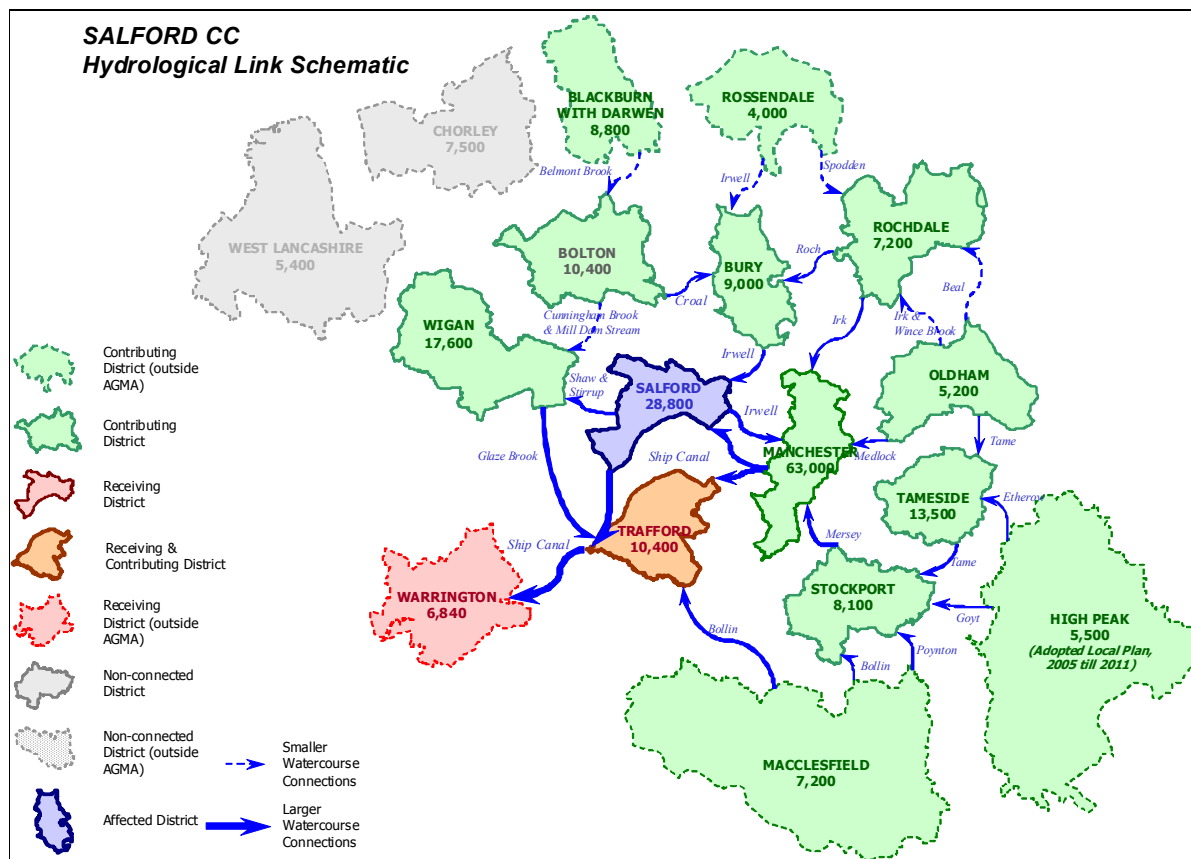 SALFORD CC
Hydrological Link Schematic
BLACKBURN
WITH DARWEN
8,800
ROSSENDALE
4,000
CHORLEY
7,500
Belmont Brook
Irwell
Spodden
WEST LANCASHIRE
5,400
BOLTON
10,400
BURY
9,000
Roch
ROCHDALE
7,200
Croal
Beal
Cunningham Brook
& Mill Dam Stream
Irk
Irk &
Wince Brook
WIGAN
17,600
Irwell
OLDHAM
5,200
Shaw &
Stirrup
SALFORD
28,800
Irwell
MANCHESTER
63,000
Medlock
Tame
Glaze Brook
Ship Canal
TAMESIDE
13,500
Etherow
TRAFFORD
10,400
Mersey
Tame
Ship Canal
STOCKPORT
8,100
Goyt
WARRINGTON
6,840
HIGH PEAK
5,500
(Adopted Local Plan,
2005 till 2011)
Bollin
Bollin
Poynton
MACCLESFIELD
7,200
Contributing
District (outside
AGMA)
Contributing
District
Receiving
District
Receiving &
Contributing District
Receiving
District (outside
AGMA)
Non-connected
District
Non-connected
District (outside
AGMA)
Affected District
Smaller
Watercourse
Connections
Larger
Watercourse
Connections